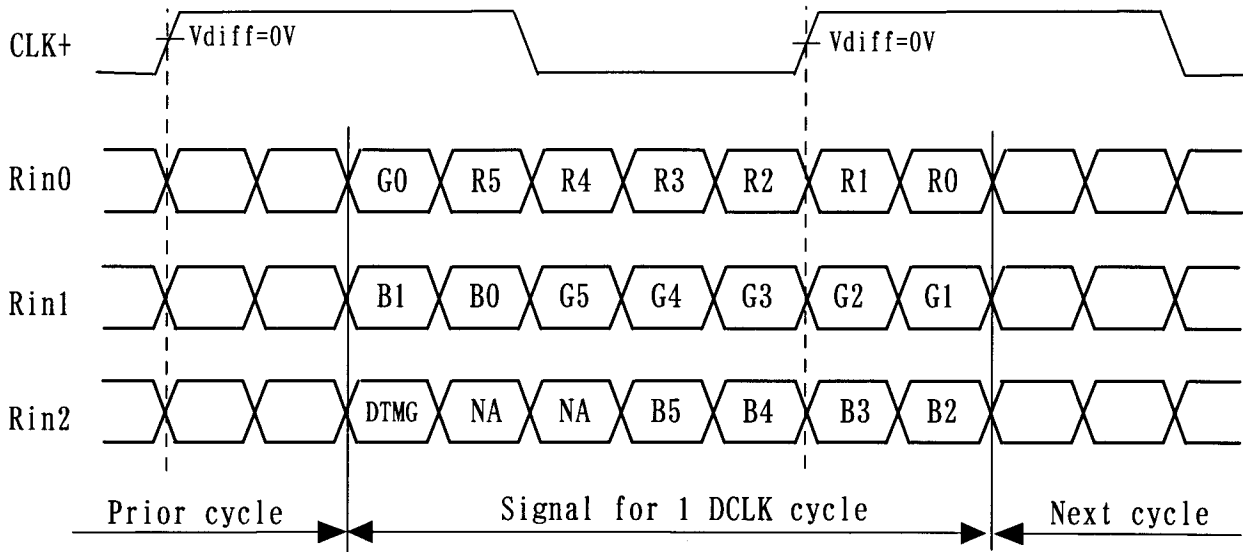 CLK+ Vdiff=0V Vdiff=0V
Rin0 G0 R5 R4 R3 R2 R1 R0
Rin1 B1 B0 G5 G4 G3 G2 G1
Rin2 DTMG NA NA B5 B4 B3 B2
Prior cycle Signal for 1 DCLK cycle Next cycle